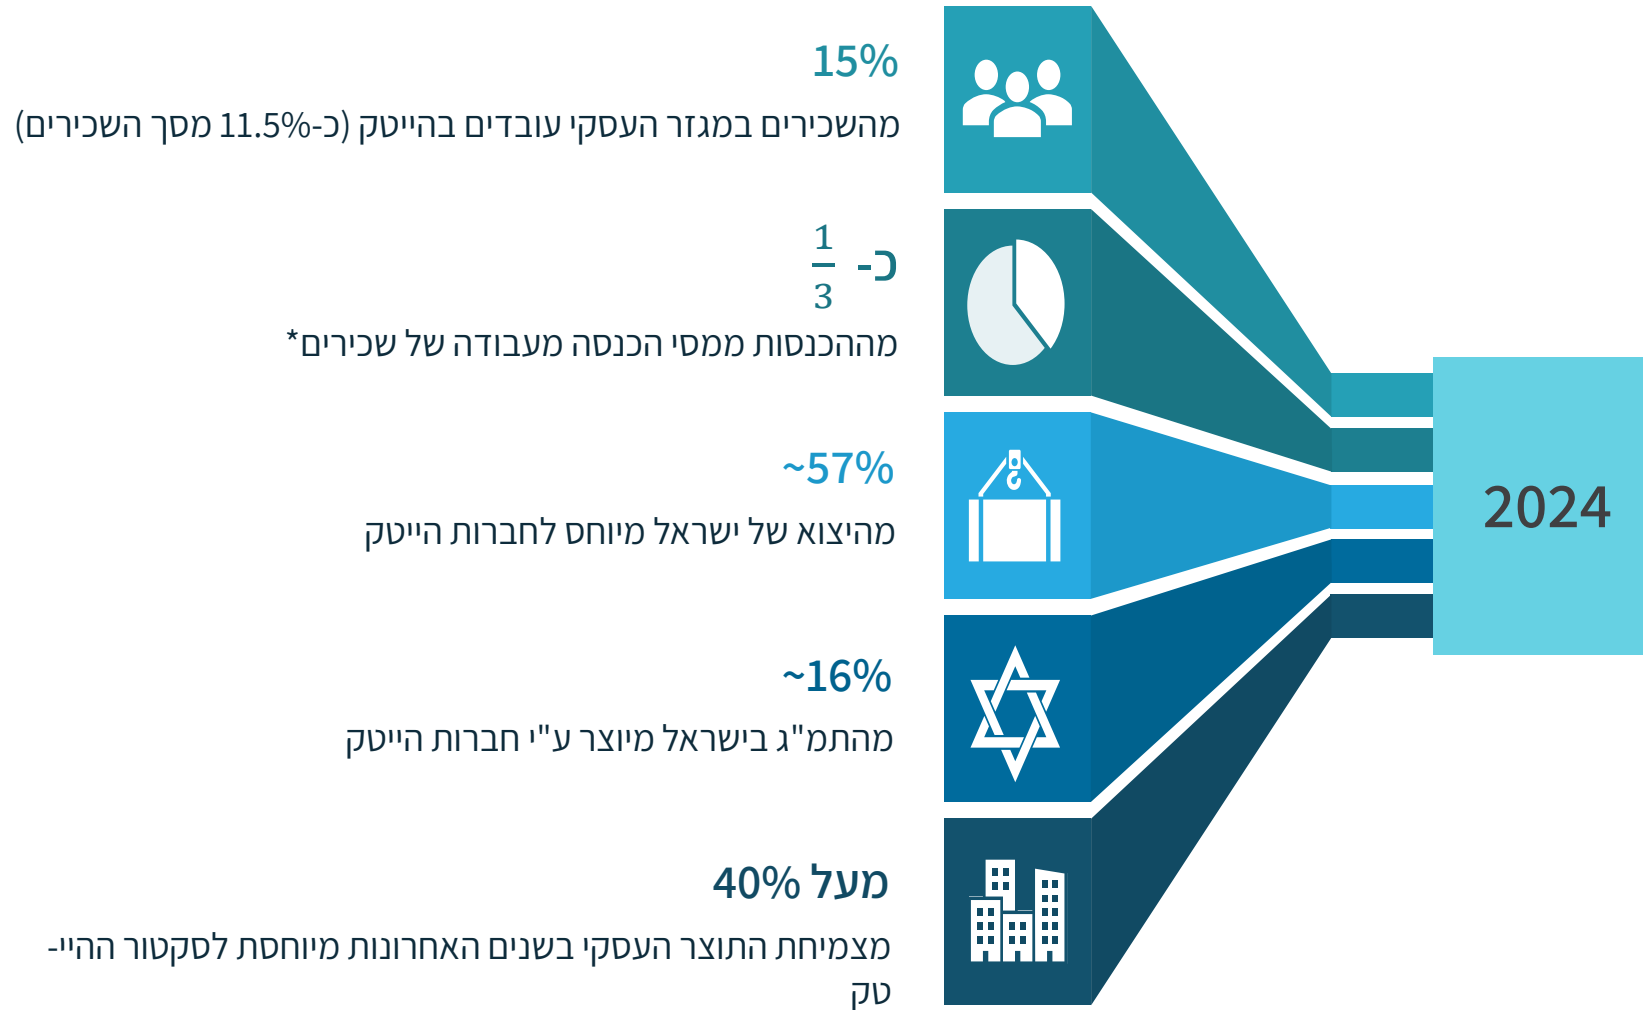 15%
מהשכירים במגזר העסקי עובדים בהייטק (כ-11.5% מסך השכירים)
כ- 1/3
מההכנסות ממסי הכנסה מעבודה של שכירים*
~57%
מהיצוא של ישראל מיוחס לחברות הייטק
~16%
מהתמ"ג בישראל מיוצר ע"י חברות הייטק
מעל 40%
מצמיחת התוצר העסקי בשנים האחרונות מיוחסת לסקטור ההיי-
טק
2024